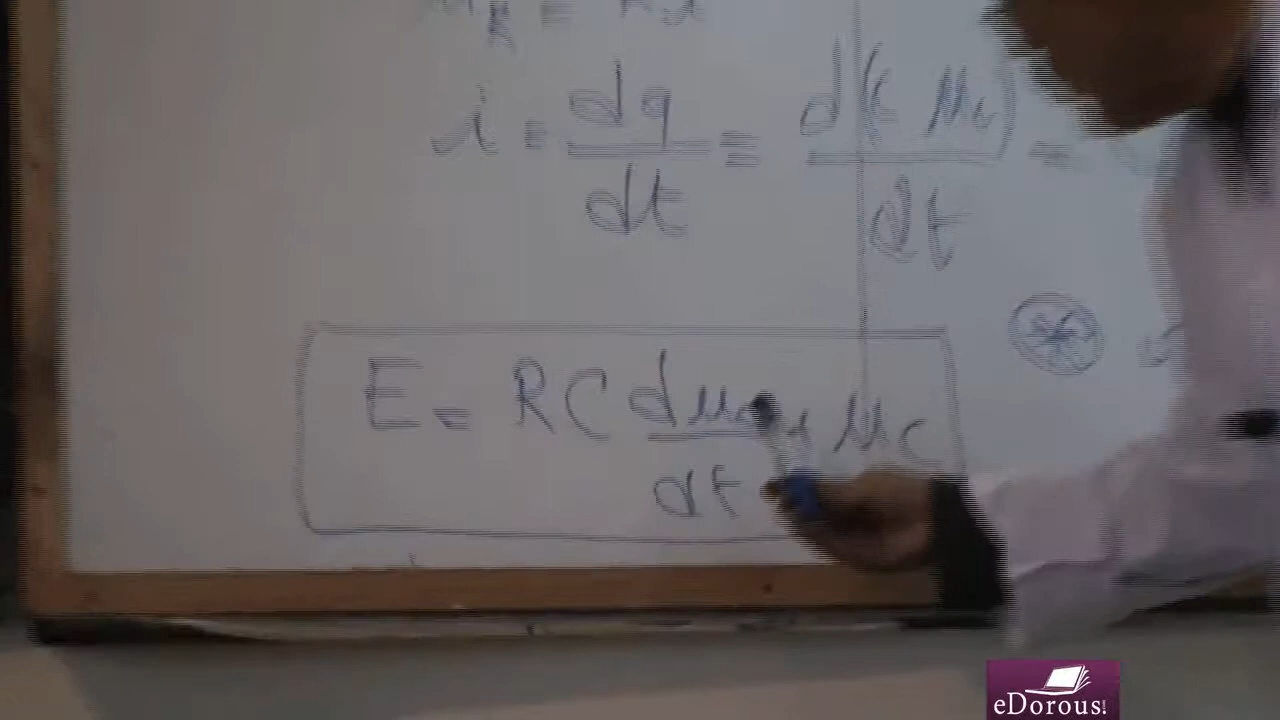 i = dq/dt = d(C uc)/dt =
E = RC duc/dt + uc
eDorous!